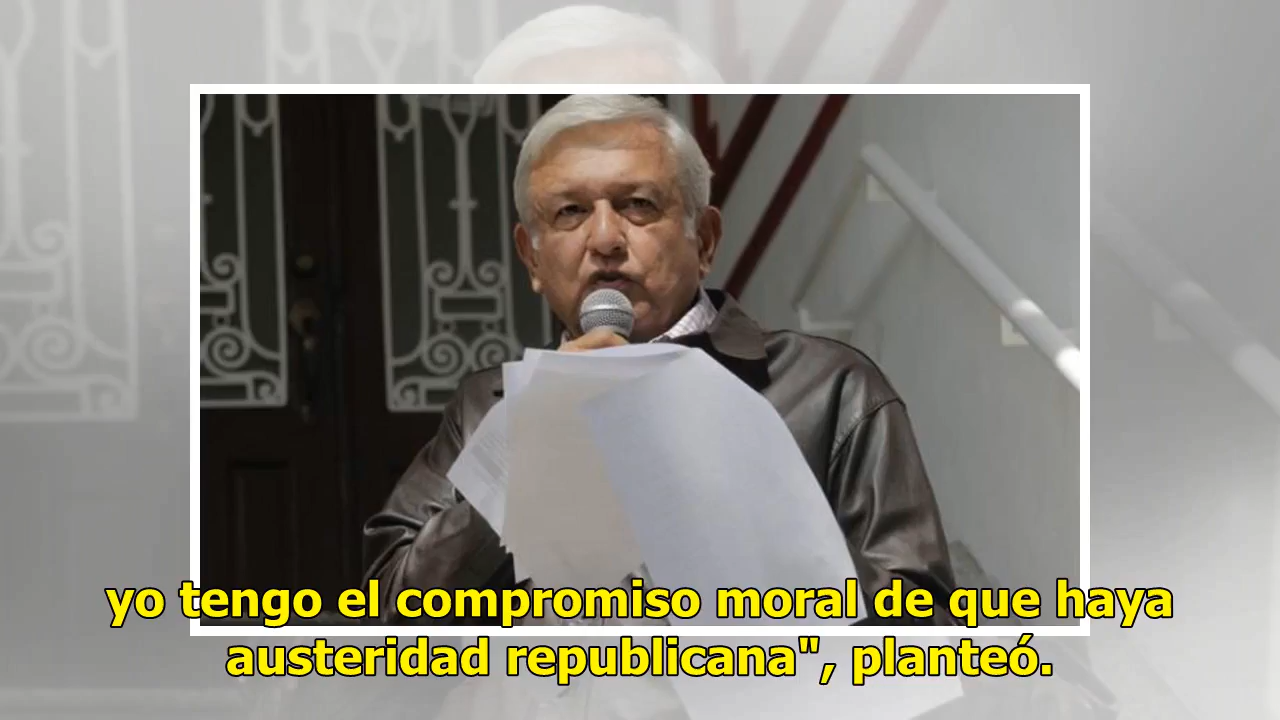 yo tengo el compromiso moral de que haya
austeridad republicana", planteó.